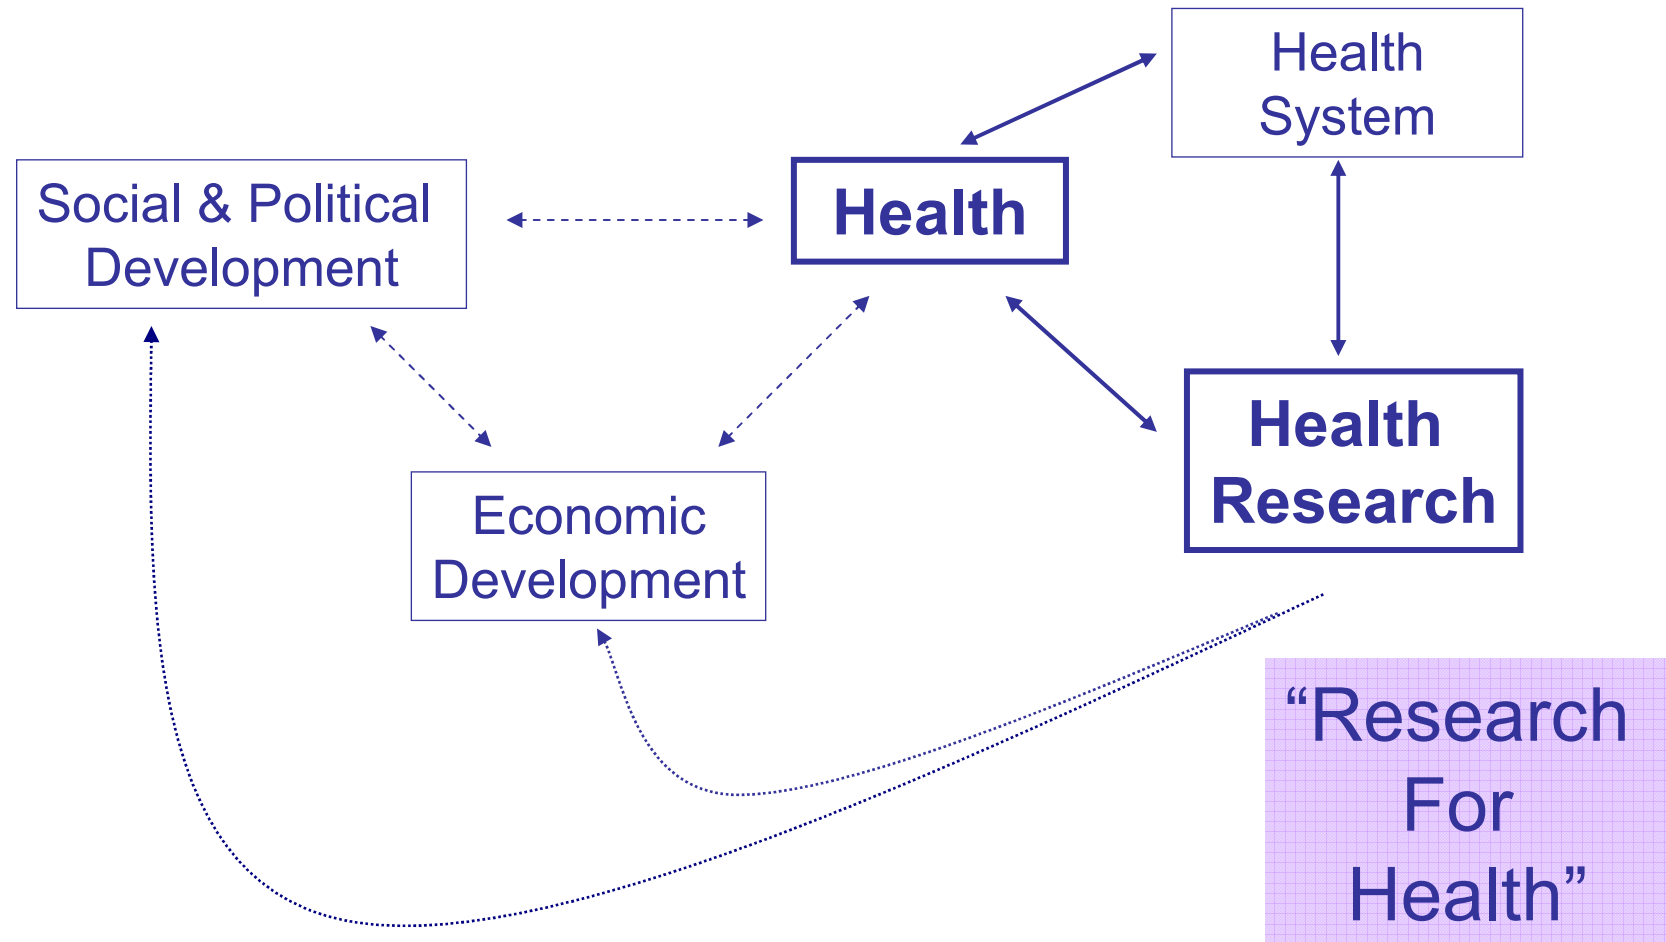 Health
System
Social & Political
Development
Health
Health
Research
Economic
Development
“Research
For
Health”